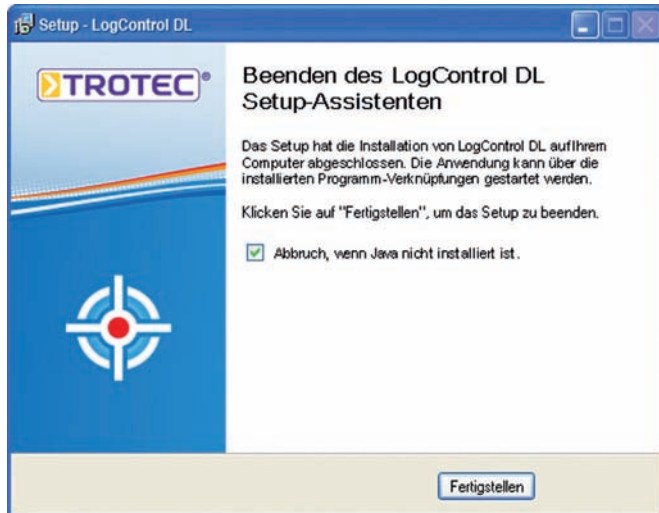 Setup - LogControl DL
TROTEC®
Beenden des LogControl DL
Setup-Assistenten
Das Setup hat die Installation von LogControl DL auf Ihrem
Computer abgeschlossen. Die Anwendung kann über die
installierten Programm-Verknüpfungen gestartet werden.
Klicken Sie auf "Fertigstellen", um das Setup zu beenden.
Abbruch, wenn Java nicht installiert ist.
Fertigstellen